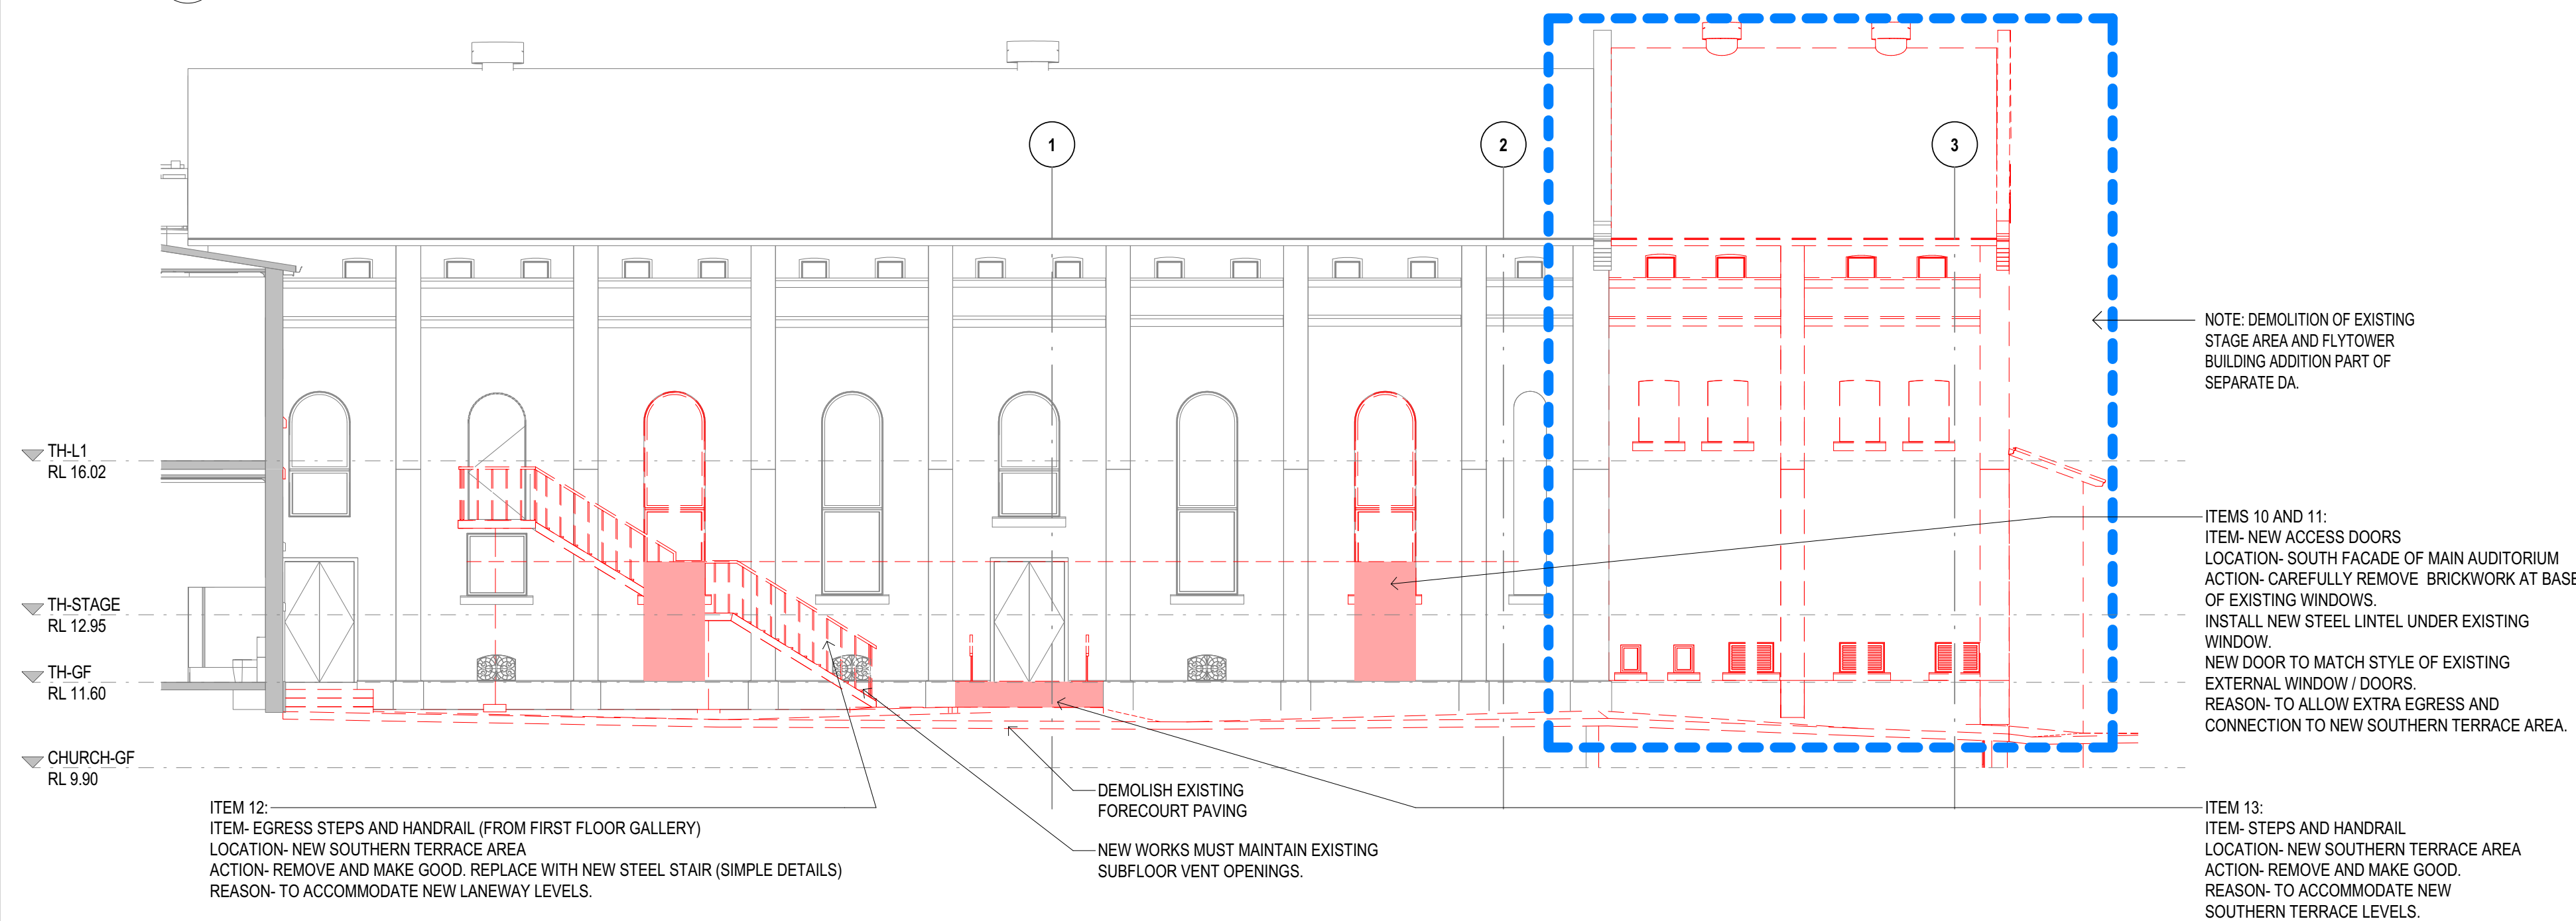 1
2
3
NOTE: DEMOLITION OF EXISTING
STAGE AREA AND FLYTOWER
BUILDING ADDITION PART OF
SEPARATE DA.
TH-L1
RL 16.02
TH-STAGE
RL 12.95
TH-GF
RL 11.60
CHURCH-GF
RL 9.90
ITEMS 10 AND 11:
ITEM- NEW ACCESS DOORS
LOCATION- SOUTH FACADE OF MAIN AUDITORIUM
ACTION- CAREFULLY REMOVE BRICKWORK AT BASE
OF EXISTING WINDOWS.
INSTALL NEW STEEL LINTEL UNDER EXISTING
WINDOW.
NEW DOOR TO MATCH STYLE OF EXISTING
EXTERNAL WINDOW / DOORS.
REASON- TO ALLOW EXTRA EGRESS AND
CONNECTION TO NEW SOUTHERN TERRACE AREA.
ITEM 12:
ITEM- EGRESS STEPS AND HANDRAIL (FROM FIRST FLOOR GALLERY)
LOCATION- NEW SOUTHERN TERRACE AREA
ACTION- REMOVE AND MAKE GOOD. REPLACE WITH NEW STEEL STAIR (SIMPLE DETAILS)
REASON- TO ACCOMMODATE NEW LANEWAY LEVELS.
DEMOLISH EXISTING
FORECOURT PAVING
NEW WORKS MUST MAINTAIN EXISTING
SUBFLOOR VENT OPENINGS.
ITEM 13:
ITEM- STEPS AND HANDRAIL
LOCATION- NEW SOUTHERN TERRACE AREA
ACTION- REMOVE AND MAKE GOOD.
REASON- TO ACCOMMODATE NEW
SOUTHERN TERRACE LEVELS.